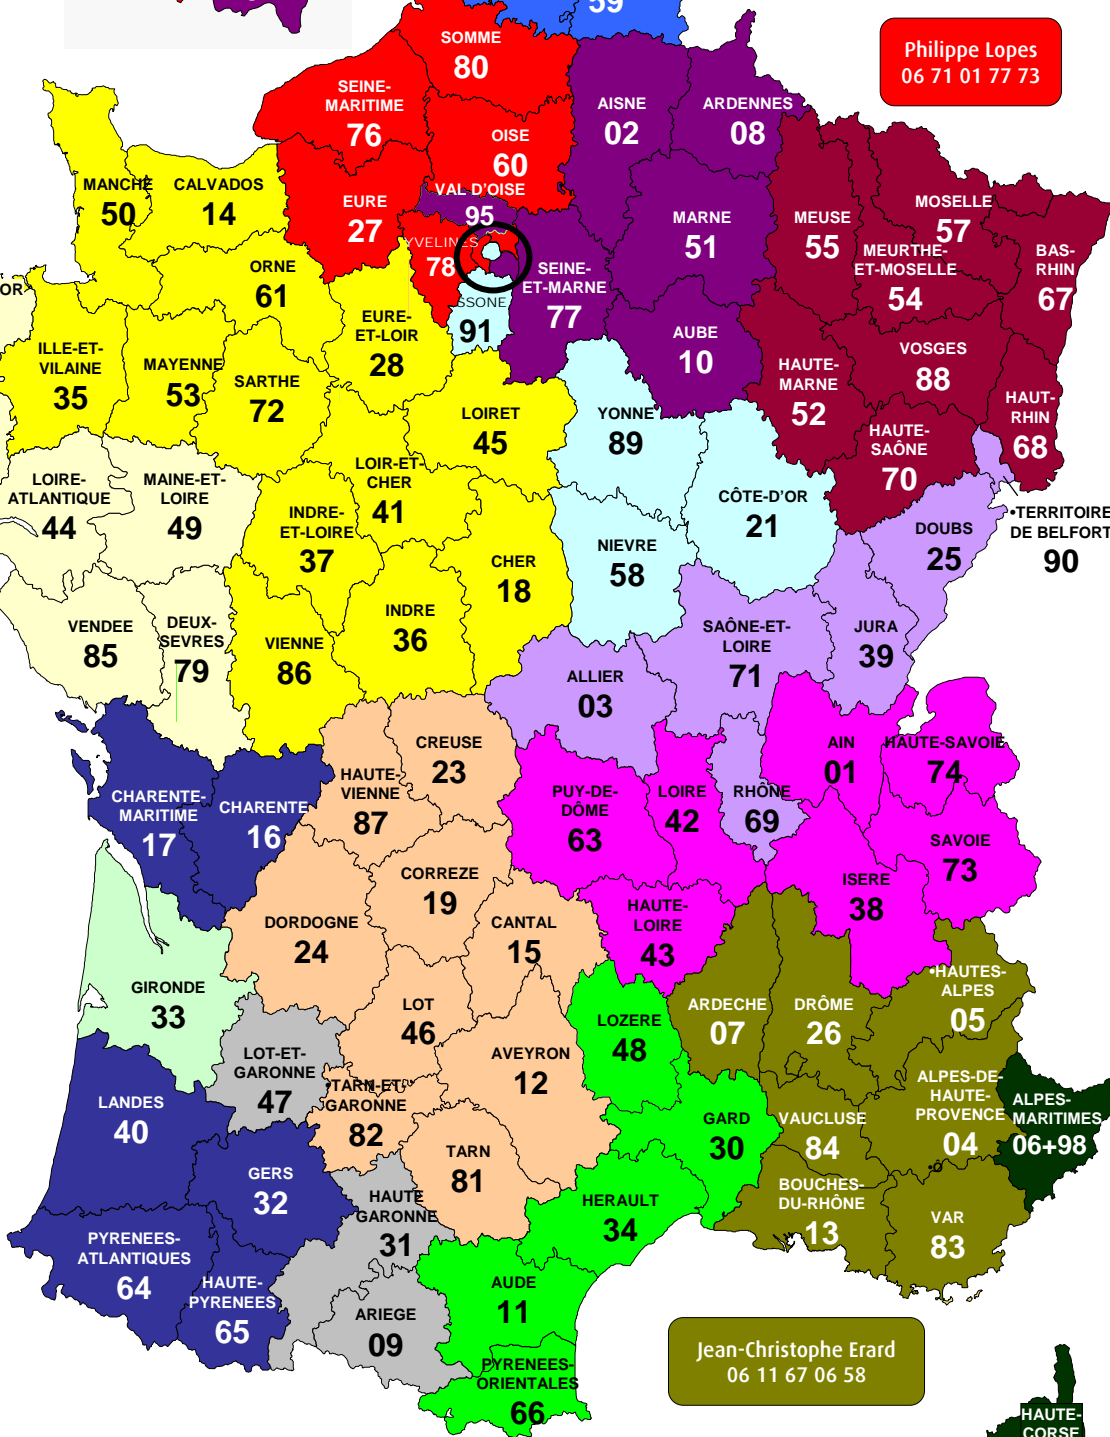 59
SOMME
80
Philippe Lopes
06 71 01 77 73
SEINE-
MARITIME
76
AISNE
02
ARDENNES
08
OISE
60
MANCHE
50
CALVADOS
14
EURE
27
VAL D'OISE
95
MARNE
51
MEUSE
55
MOSELLE
57
YVELINES
78
MEURTHE-
ET-MOSELLE
54
BAS-
RHIN
67
ORNE
61
SEINE-
ET-MARNE
77
OR-
SSONE
91
EURE-
ET-LOIR
28
AUBE
10
VOSGES
88
ILLE-ET-
VILAINE
35
MAYENNE
53
SARTHE
72
HAUTE-
MARNE
52
HAUT-
RHIN
68
LOIRET
45
YONNE
89
HAUTE-
SAÔNE
70
LOIRE-
ATLANTIQUE
44
MAINE-ET-
LOIRE
49
LOIR-ET-
CHER
41
CÔTE-D'OR
21
INDRE-
ET-LOIRE
37
DOUBS
25
•TERRITOIRE
DE BELFORT
90
NIEVRE
58
CHER
18
VENDEE
85
DEUX-
SEVRES
79
VIENNE
86
INDRE
36
SAÔNE-ET-
LOIRE
71
JURA
39
ALLIER
03
CREUSE
23
AIN
01
HAUTE-SAVOIE
74
HAUTE-
VIENNE
87
CHARENTE-
MARITIME
17
CHARENTE
16
PUY-DE-
DÔME
63
LOIRE
42
RHÔNE
69
SAVOIE
73
CORREZE
19
ISERE
38
DORDOGNE
24
CANTAL
15
HAUTE-
LOIRE
43
GIRONDE
33
LOT
46
LOZERE
48
ARDECHE
07
DRÔME
26
•HAUTES-
ALPES
05
LOT-ET-
GARONNE
47
AVEYRON
12
•TARN-ET
GARONNE
82
LANDES
40
ALPES-DE-
HAUTE-
PROVENCE
04
ALPES-
MARITIMES
06+98
GARD
30
VAUCLUSE
84
TARN
81
GERS
32
HAUTE
GARONNE
31
HERAULT
34
BOUCHES-
DU-RHÔNE
13
VAR
83
PYRENEES-
ATLANTIQUES
64
HAUTE-
PYRENEES
65
AUDE
11
ARIEGE
09
Jean-Christophe Erard
06 11 67 06 58
PYRENEES-
ORIENTALES
66
HAUTE-
CORSE